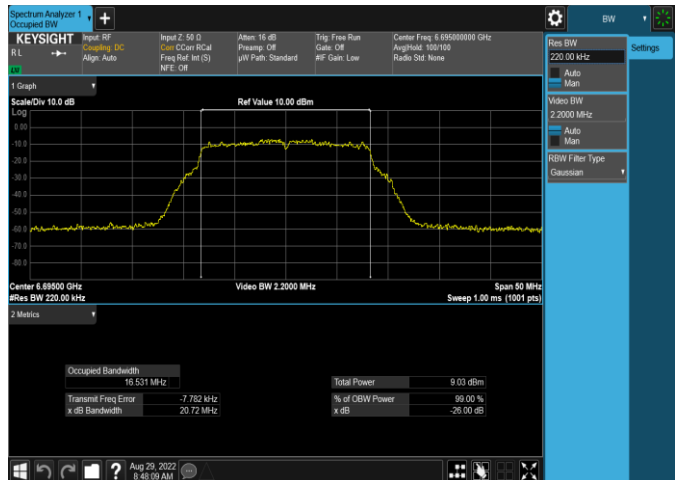 Spectrum Analyzer 1
Occupied BW
+
BW
KEYSIGHT
RL
LV
Input: RF
Coupling: DC
Align: Auto
Input Z: 50 Ω
Corr CCorr RCal
Freq Ref: Int (S)
NFE: Off
Atten: 16 dB
Preamp: Off
µW Path: Standard
Trig: Free Run
Gate: Off
#IF Gain: Low
Center Freq: 6.695000000 GHz
Avg|Hold: 100/100
Radio Std: None
Res BW
220.00 kHz
Auto
Man
Settings
Video BW
2.2000 MHz
Auto
Man
RBW Filter Type
Gaussian
1 Graph
Scale/Div 10.0 dB
Ref Value 10.00 dBm
Log
0.00
-10.0
-20.0
-30.0
-40.0
-50.0
-60.0
-70.0
-80.0
Center 6.69500 GHz
#Res BW 220.00 kHz
Video BW 2.2000 MHz
Span 50 MHz
Sweep 1.00 ms (1001 pts)
2 Metrics
Occupied Bandwidth
16.531 MHz
Transmit Freq Error -7.782 kHz
x dB Bandwidth 20.72 MHz
Total Power 9.03 dBm
% of OBW Power 99.00 %
x dB -26.00 dB
?
Aug 29, 2022
8:48:09 AM